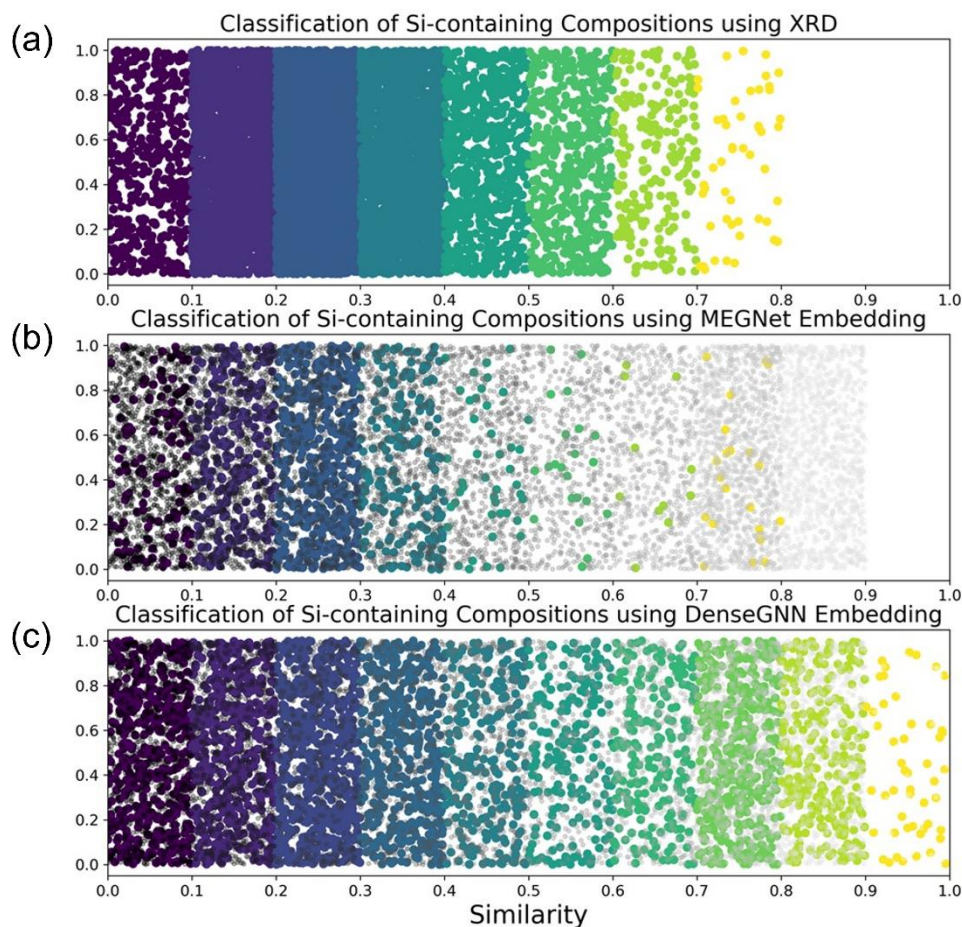 (a)
Classification of Si-containing Compositions using XRD
1.0
0.8
0.6
0.4
0.2
0.0
0.0 0.1 0.2 0.3 0.4 0.5 0.6 0.7 0.8 0.9 1.0
(b)
Classification of Si-containing Compositions using MEGNet Embedding
1.0
0.8
0.6
0.4
0.2
0.0
0.0 0.1 0.2 0.3 0.4 0.5 0.6 0.7 0.8 0.9 1.0
(c)
Classification of Si-containing Compositions using DenseGNN Embedding
1.0
0.8
0.6
0.4
0.2
0.0
0.0 0.1 0.2 0.3 0.4 0.5 0.6 0.7 0.8 0.9 1.0
Similarity